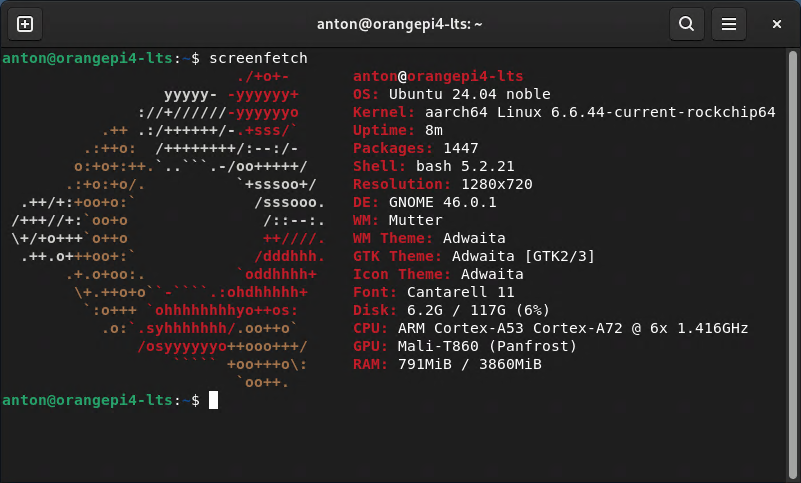 anton@orangepi4-lts: ~
anton@orangepi4-lts:~$ screenfetch
                          ./+o+-       anton@orangepi4-lts
                  yyyyy- -yyyyyy+      OS: Ubuntu 24.04 noble
               ://+//////-yyyyyyo      Kernel: aarch64 Linux 6.6.44-current-rockchip64
           .++ .:/++++++/-.+sss/`      Uptime: 8m
         .:++o:  /++++++++/:--:/-      Packages: 1447
        o:+o+:++.`..```.-/oo+++++/     Shell: bash 5.2.21
       .:+o:+o/.          `+sssoo+/    Resolution: 1280x720
  .++/+:+oo+o:`             /sssooo.   DE: GNOME 46.0.1
 /+++//+:`oo+o               /::--:.   WM: Mutter
 \+/+o+++`o++o               ++////.   WM Theme: Adwaita
  .++.o+++oo+:`             /dddhhh.   GTK Theme: Adwaita [GTK2/3]
       .+.o+oo:.          `oddhhhh+    Icon Theme: Adwaita
        \+.++o+o``-````.:ohdhhhhh+     Font: Cantarell 11
         `:o+++ `ohhhhhhhhyo++os:      Disk: 6.2G / 117G (6%)
           .o:`.syhhhhhhh/.oo++o`      CPU: ARM Cortex-A53 Cortex-A72 @ 6x 1.416GHz
               /osyyyyyyo++ooo+++/     GPU: Mali-T860 (Panfrost)
                   ````` +oo+++o\:     RAM: 791MiB / 3860MiB
                          `oo++.
anton@orangepi4-lts:~$